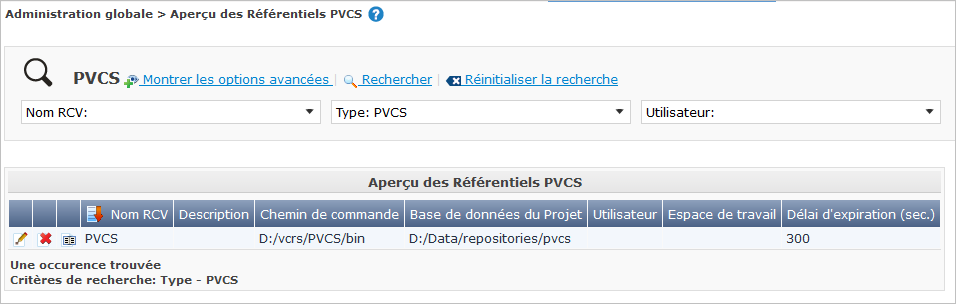 Administration globale > Aperçu des Référentiels PVCS ?
PVCS Montrer les options avancées | Rechercher | Réinitialiser la recherche
Nom RCV: Type: PVCS Utilisateur:
Aperçu des Référentiels PVCS
Nom RCV Description Chemin de commande Base de données du Projet Utilisateur Espace de travail Délai d'expiration (sec.)
PVCS D:/vcrs/PVCS/bin D:/Data/repositories/pvcs 300
Une occurence trouvée
Critères de recherche: Type - PVCS